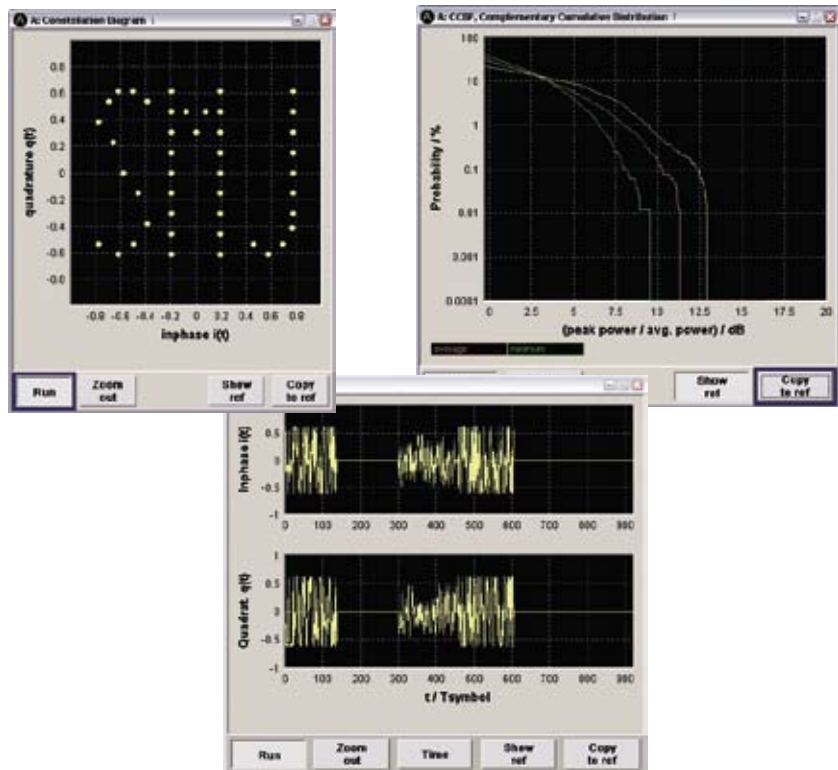 A: Constellation Diagram
0.8
0.6
0.4
0.2
0
-0.2
-0.4
-0.6
-0.8
quadrature q(t)
SMU
-0.8 -0.6 -0.4 -0.2 0.2 0.4 0.6 0.8
inphase i(t)
Run
Zoom out
Show ref
Copy to ref
A: CCDF, Complementary Cumulative Distribution
100
10
1
0.1
0.01
0.001
0.0001
Probability / %
0 2.5 5 7.5 10 12.5 15 17.5 20
(peak power / avg. power) / dB
average
Show ref
Copy to ref
0.5
0
-0.5
-1
Inphase i(t)
0 100 200 300 400 500 600 700 800 900
1
0.5
0
-0.5
-1
Quadrat. q(t)
0 100 200 300 400 500 600 700 800 900
t / Tsymbol
Run
Zoom out
Time
Show ref
Copy to ref